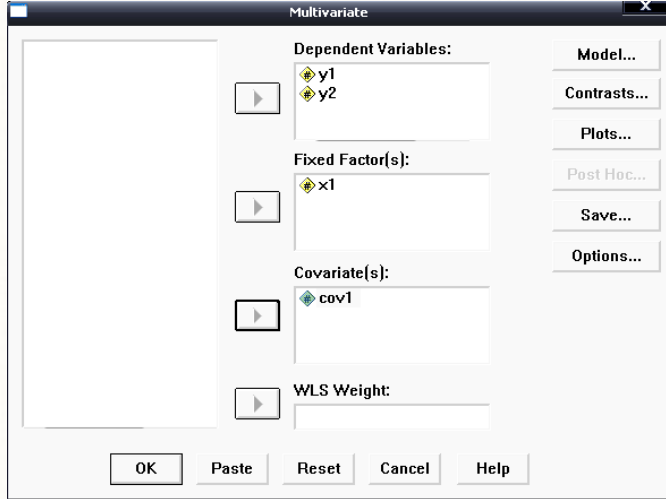 Multivariate
X
Dependent Variables:
# y1
# y2
Fixed Factor(s):
# x1
Covariate(s):
# cov1
WLS Weight:
Model...
Contrasts...
Plots...
Post Hoc...
Save...
Options...
OK Paste Reset Cancel Help